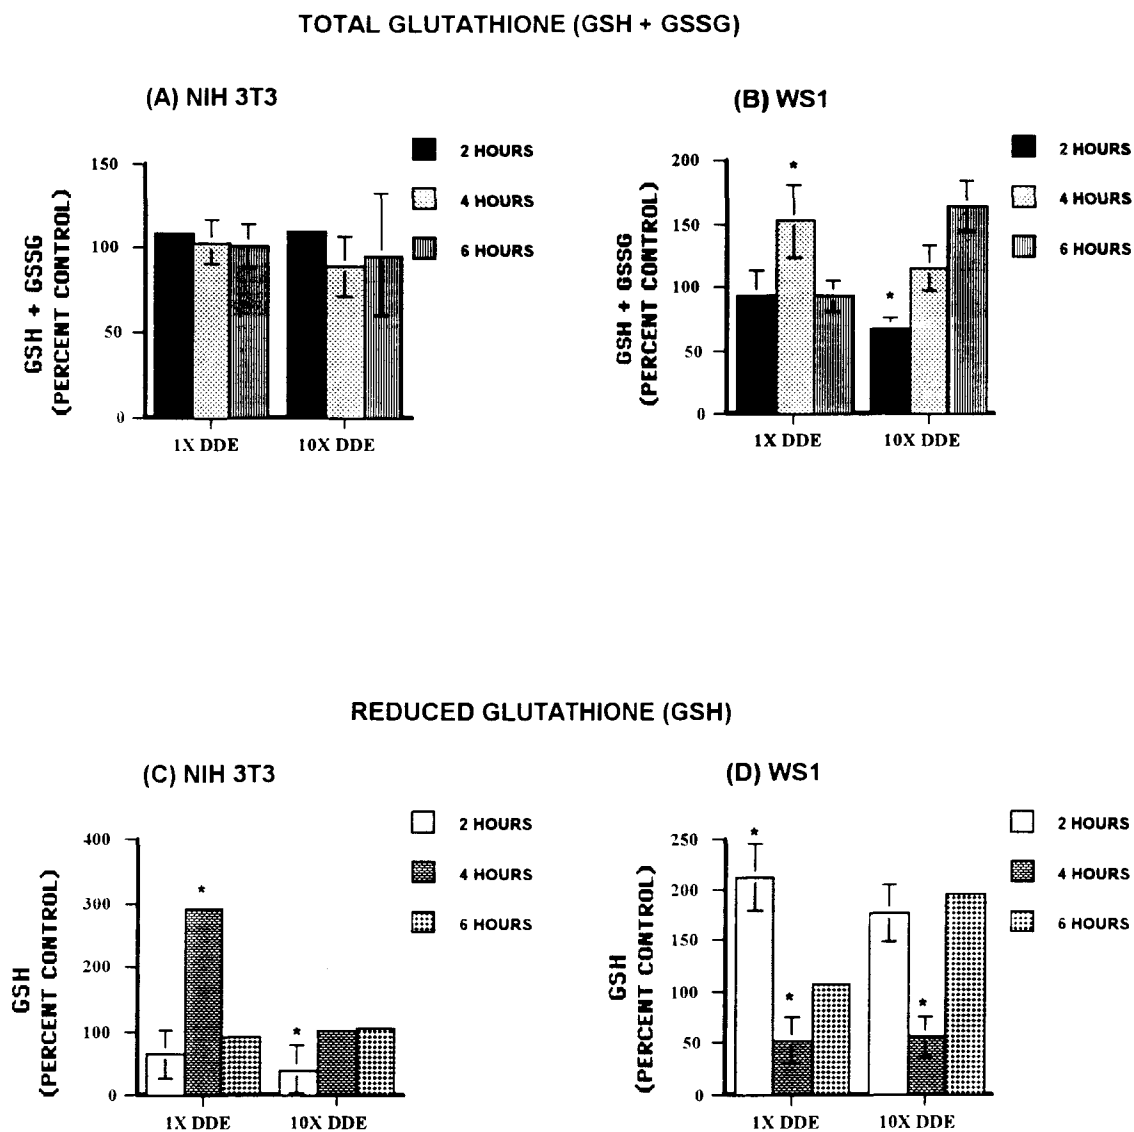 TOTAL GLUTATHIONE (GSH + GSSG)
(A) NIH 3T3
GSH + GSSG
(PERCENT CONTROL)
150
100
50
0
1X DDE
10X DDE
2 HOURS
4 HOURS
6 HOURS
(B) WS1
GSH + GSSG
(PERCENT CONTROL)
200
150
100
50
0
*
*
1X DDE
10X DDE
2 HOURS
4 HOURS
6 HOURS
REDUCED GLUTATHIONE (GSH)
(C) NIH 3T3
GSH
(PERCENT CONTROL)
400
300
200
100
0
*
*
1X DDE
10X DDE
2 HOURS
4 HOURS
6 HOURS
(D) WS1
GSH
(PERCENT CONTROL)
250
200
150
100
50
0
*
*
*
1X DDE
10X DDE
2 HOURS
4 HOURS
6 HOURS